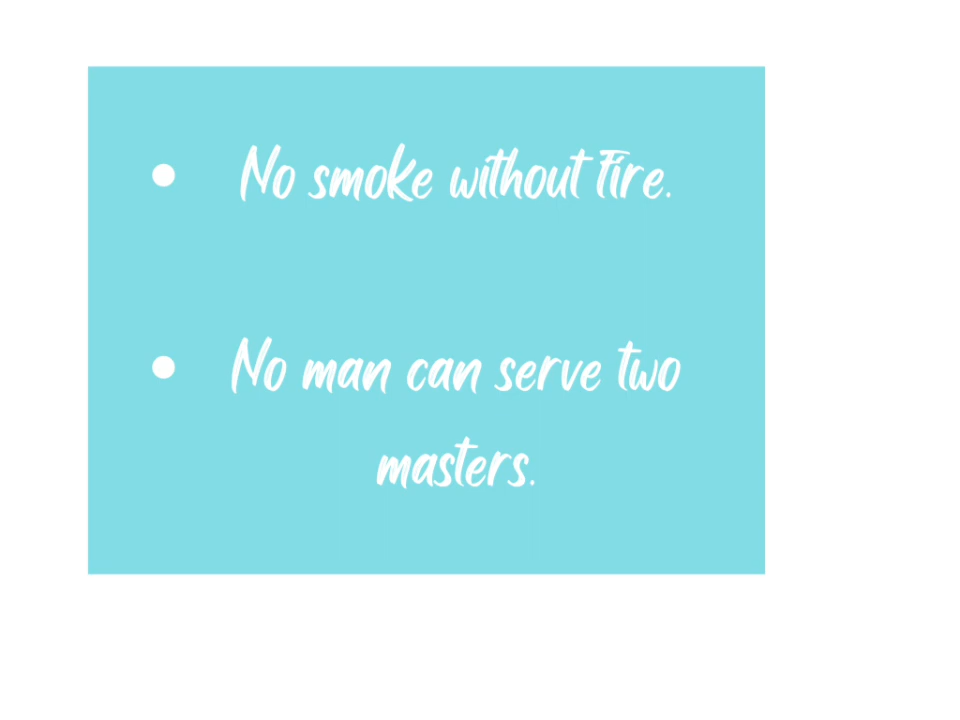 • No smoke without fire.
• No man can serve two
masters.